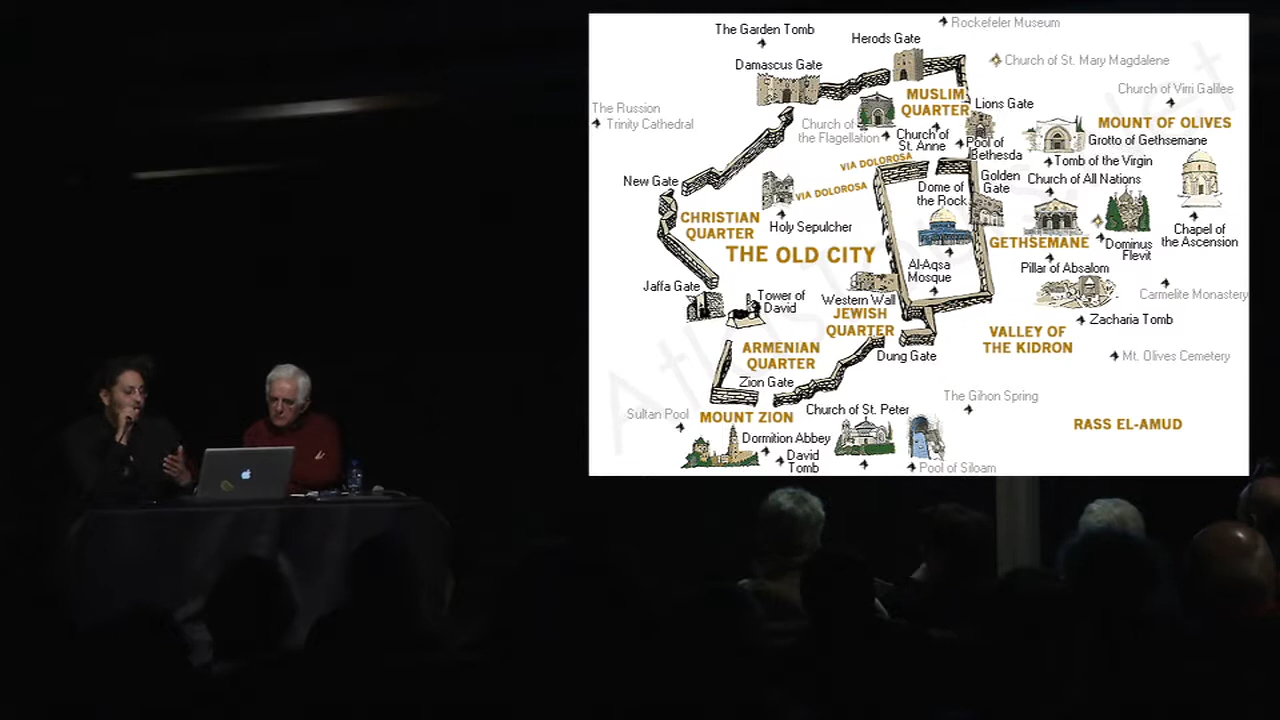 Rockefeler Museum
The Garden Tomb
Herods Gate
Damascus Gate
Church of St. Mary Magdalene
Church of Virri Galilee
MUSLIM
QUARTER
Lions Gate
The Russion
Trinity Cathedral
MOUNT OF OLIVES
Church of
the Flagellation
Church of
St. Anne
Pool of
Bethesda
Grotto of Gethsemane
Tomb of the Virgin
VIA DOLOROSA
New Gate
VIA DOLOROSA
Dome of
the Rock
Golden
Gate
Church of All Nations
CHRISTIAN
QUARTER
Holy Sepulcher
THE OLD CITY
GETHSEMANE
Dominus
Flevit
Chapel of
the Ascension
Al-Aqsa
Mosque
Pillar of Absalom
Jaffa Gate
Tower of
David
Western Wall
Carmelite Monastery
JEWISH
QUARTER
Zacharia Tomb
VALLEY OF
THE KIDRON
ARMENIAN
QUARTER
Dung Gate
Mt. Olives Cemetery
Zion Gate
The Gihon Spring
Sultan Pool
MOUNT ZION
Church of St. Peter
RASS EL-AMUD
Dormition Abbey
David
Tomb
Pool of Siloam